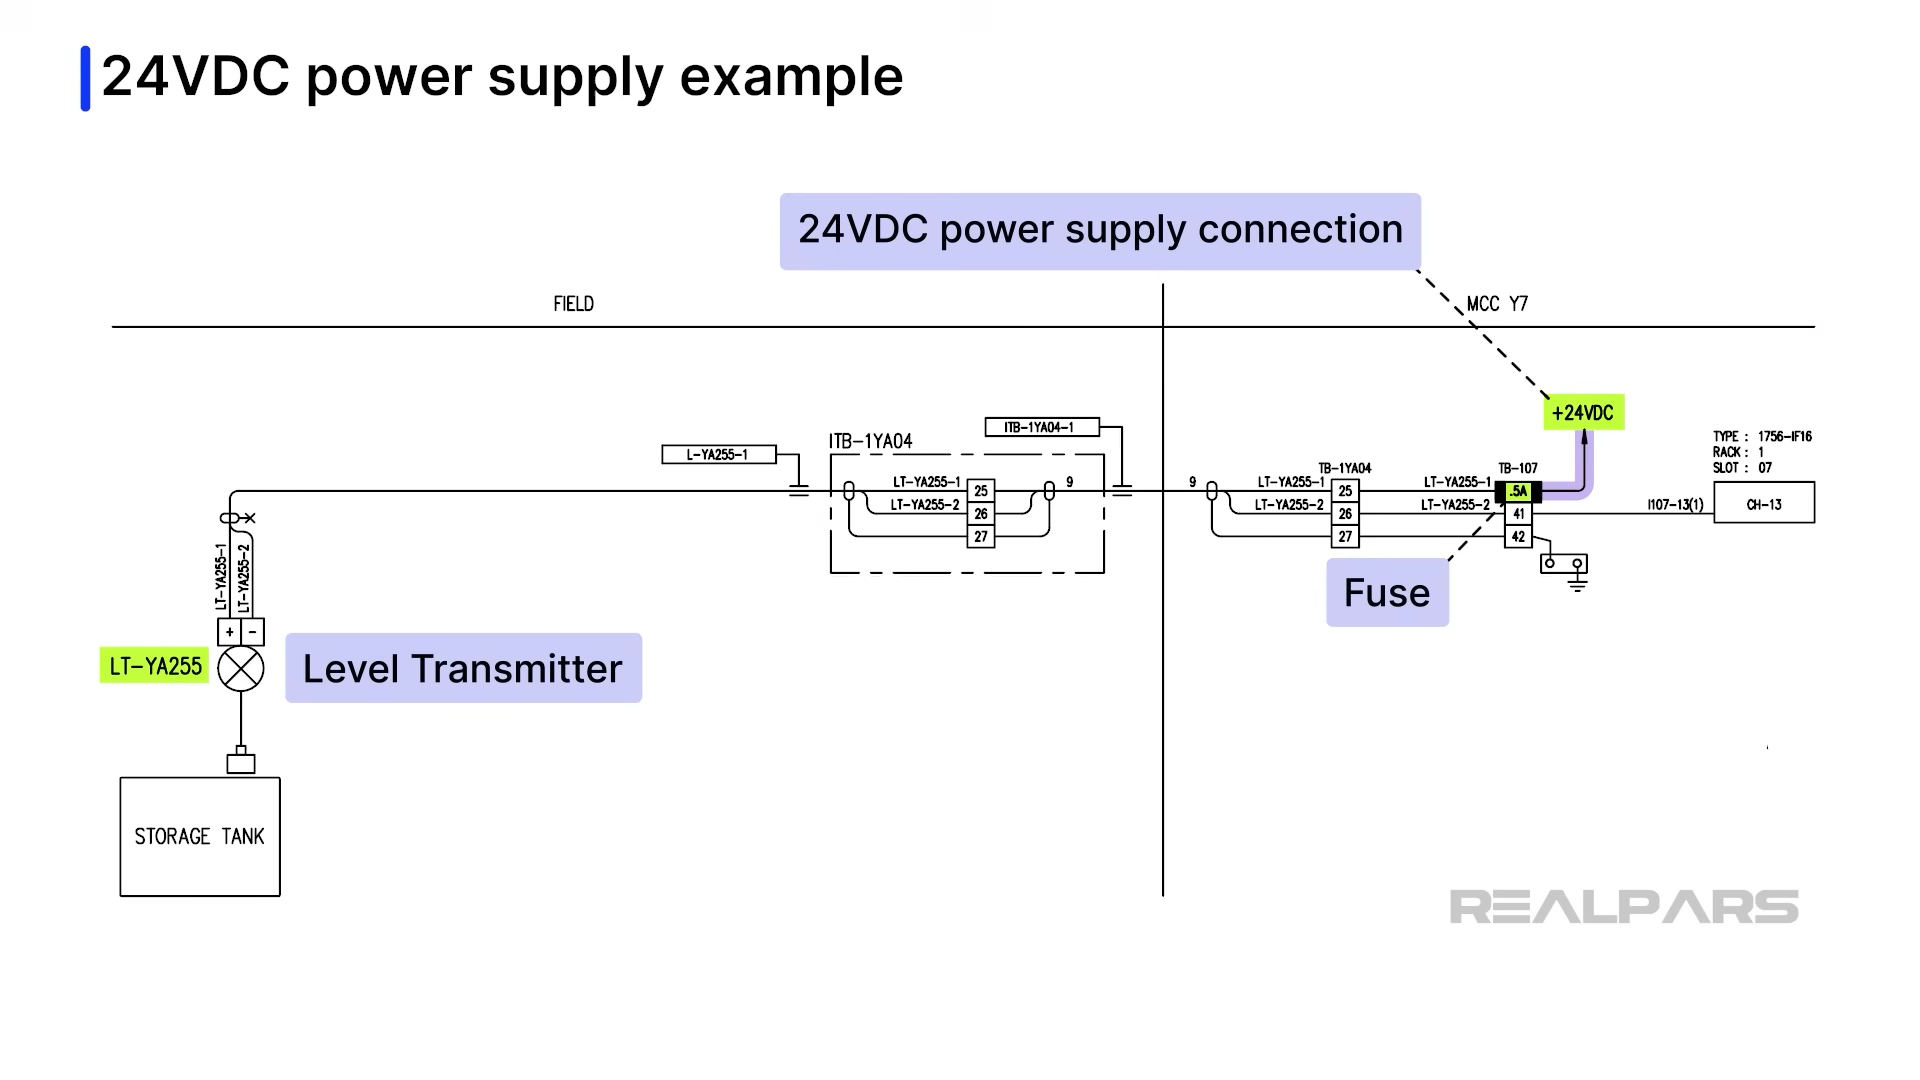 24VDC power supply example
24VDC power supply connection
FIELD
MCC Y7
+24VDC
ITB-1YA04-1
ITB-1YA04
L-YA255-1
TYPE : 1756-IF16
RACK : 1
SLOT : 07
TB-1YA04
TB-107
LT-YA255-1
25
9
9
LT-YA255-1
25
LT-YA255-1
.5A
LT-YA255-2
26
LT-YA255-2
26
LT-YA255-2
41
I107-13(1)
CH-13
27
27
42
LT-YA255-1
LT-YA255-2
Fuse
+
-
LT-YA255
Level Transmitter
STORAGE TANK
REALPARS